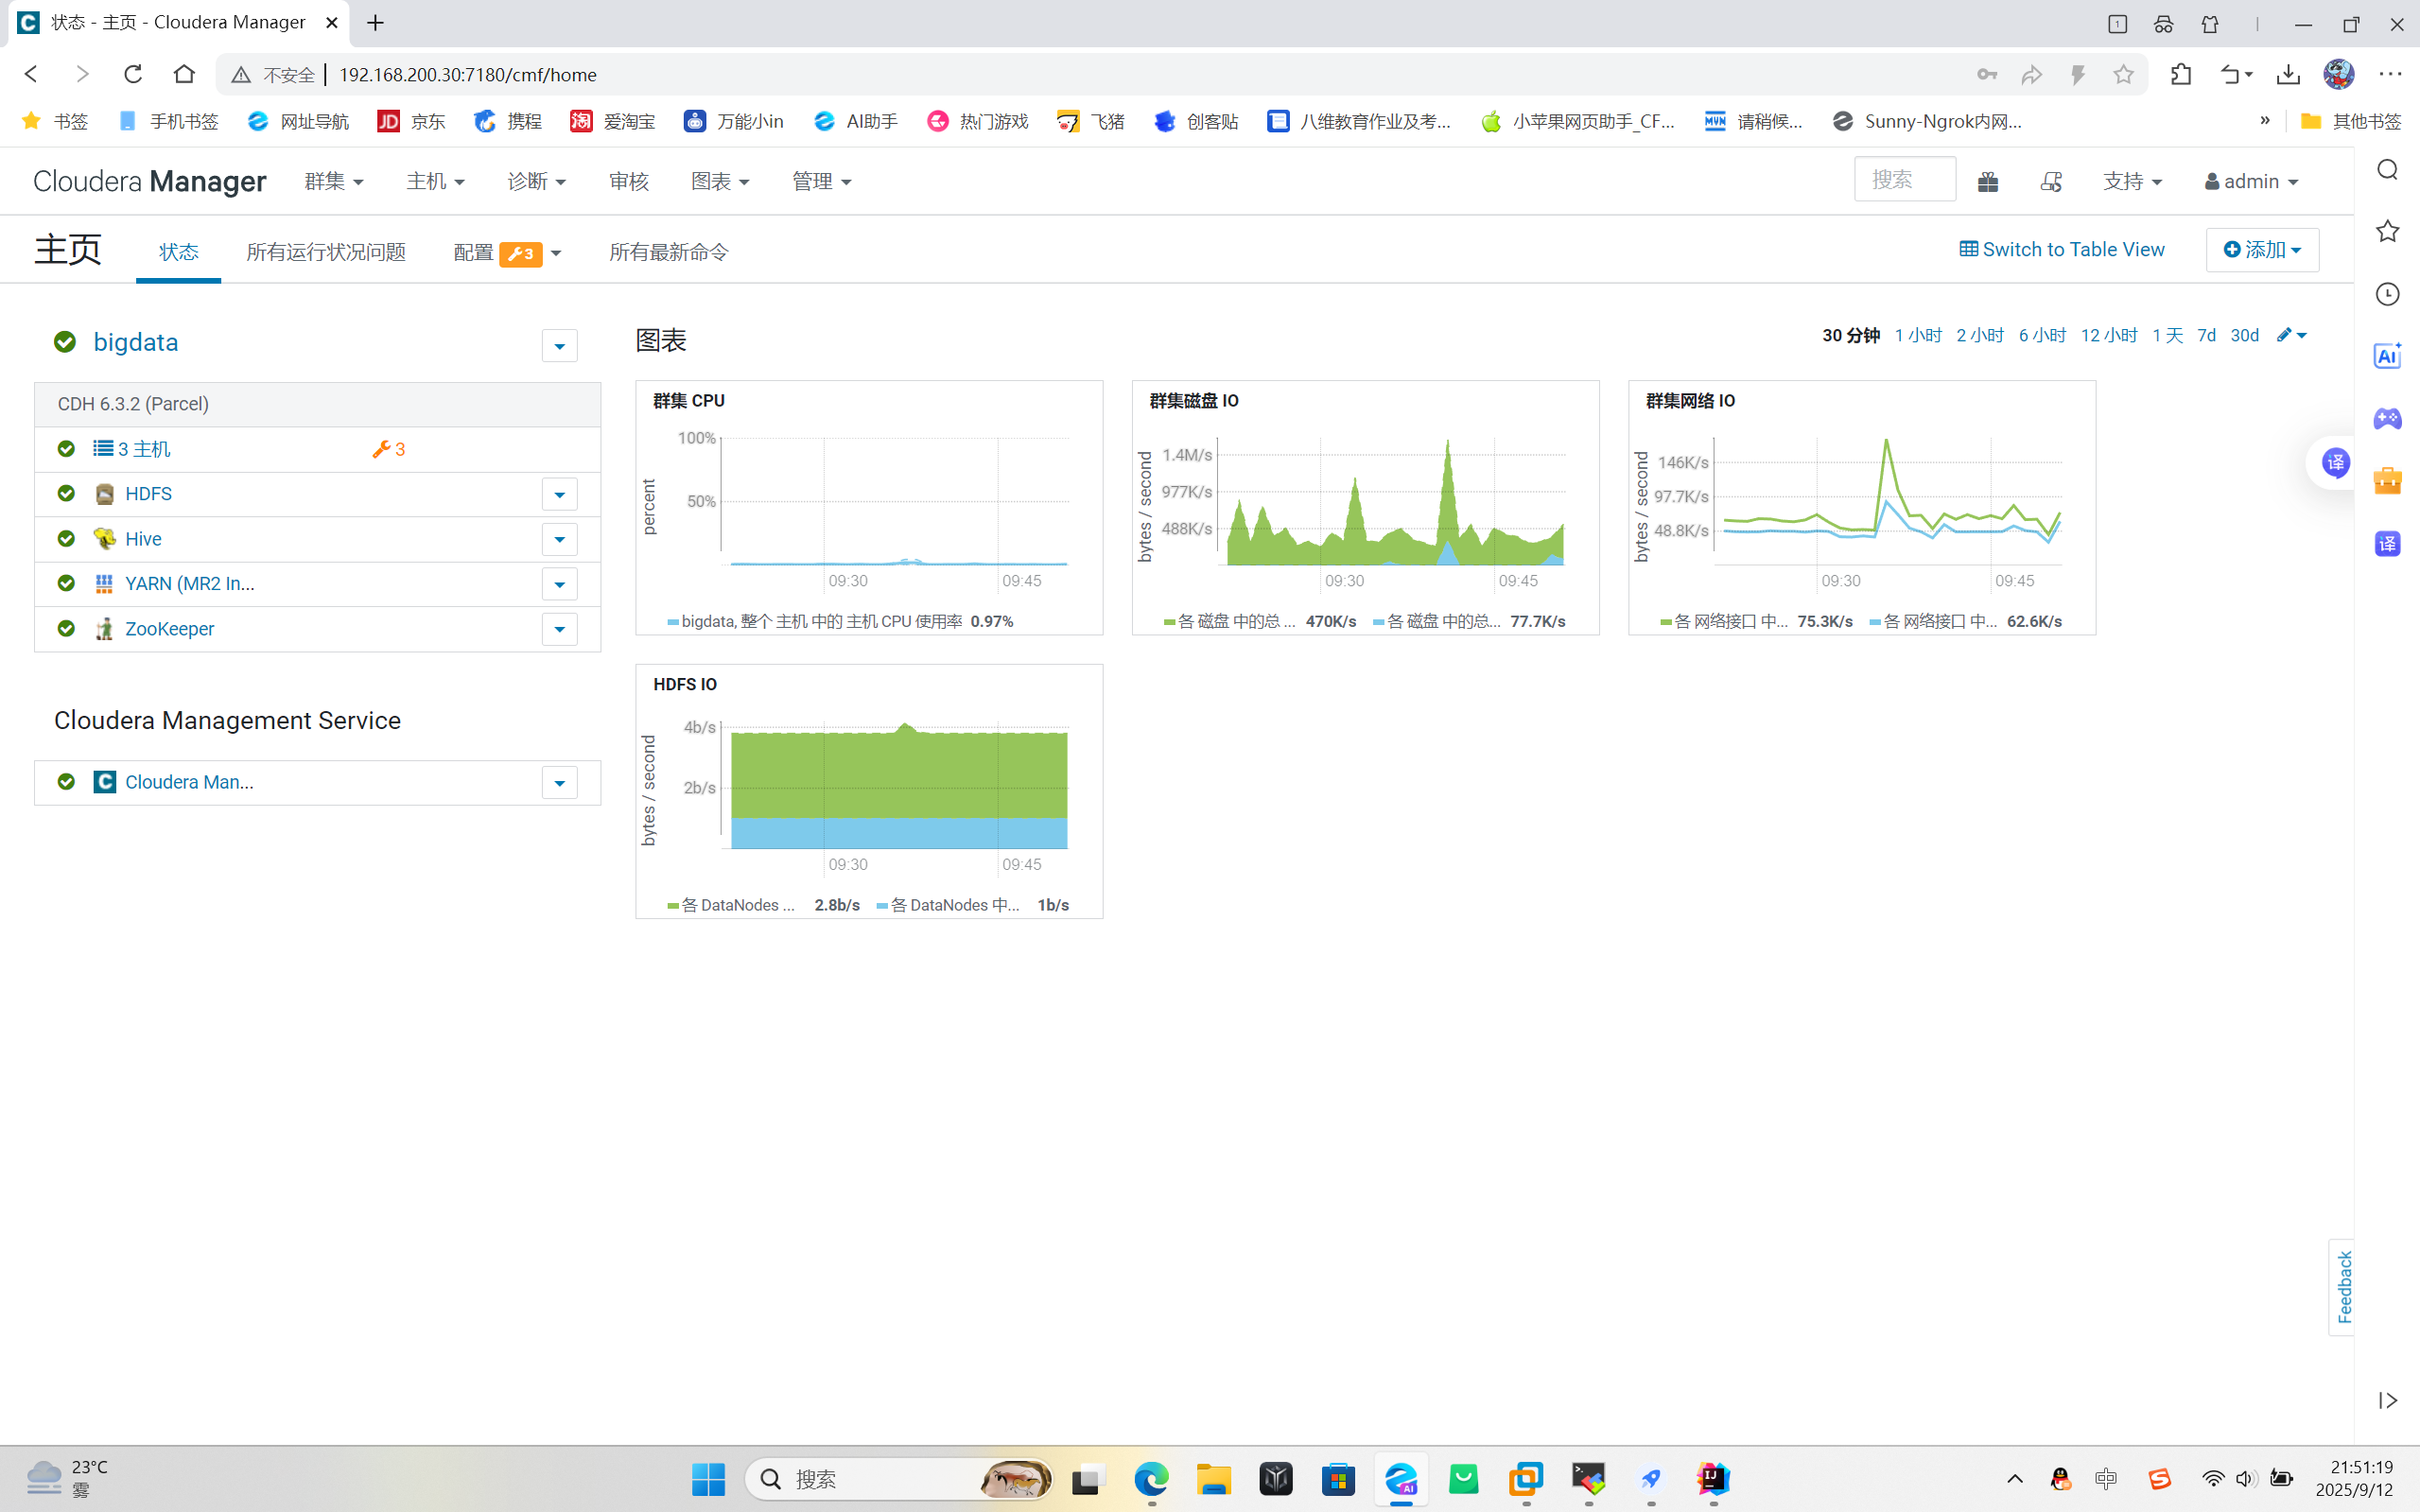 状态 - 主页 - Cloudera Manager
不安全 192.168.200.30:7180/cmf/home
书签 手机书签 网址导航 JD 京东 携程 淘 爱淘宝 万能小in AI助手 热门游戏 飞猪 创客贴 八维教育作业及考... 小苹果网页助手_CF... MVN 请稍候... Sunny-Ngrok内网... » 其他书签
Cloudera Manager 群集 主机 诊断 审核 图表 管理 搜索 支持 admin
主页 状态 所有运行状况问题 配置 3 所有最新命令 Switch to Table View 添加
bigdata
CDH 6.3.2 (Parcel)
3 主机 3
HDFS
Hive
YARN (MR2 In...
ZooKeeper
Cloudera Management Service
Cloudera Man...
图表 30 分钟 1 小时 2 小时 6 小时 12 小时 1 天 7d 30d
群集 CPU
percent
100%
50%
09:30 09:45
bigdata, 整个 主机 中的 主机 CPU 使用率 0.97%
群集磁盘 IO
bytes / second
1.4M/s
977K/s
488K/s
09:30 09:45
各 磁盘 中的总 ... 470K/s 各 磁盘 中的总... 77.7K/s
群集网络 IO
bytes / second
146K/s
97.7K/s
48.8K/s
09:30 09:45
各 网络接口 中... 75.3K/s 各 网络接口 中... 62.6K/s
HDFS IO
bytes / second
4b/s
2b/s
09:30 09:45
各 DataNodes ... 2.8b/s 各 DataNodes 中... 1b/s
AI
译
译
Feedback
23°C
雾
搜索
中
21:51:19
2025/9/12